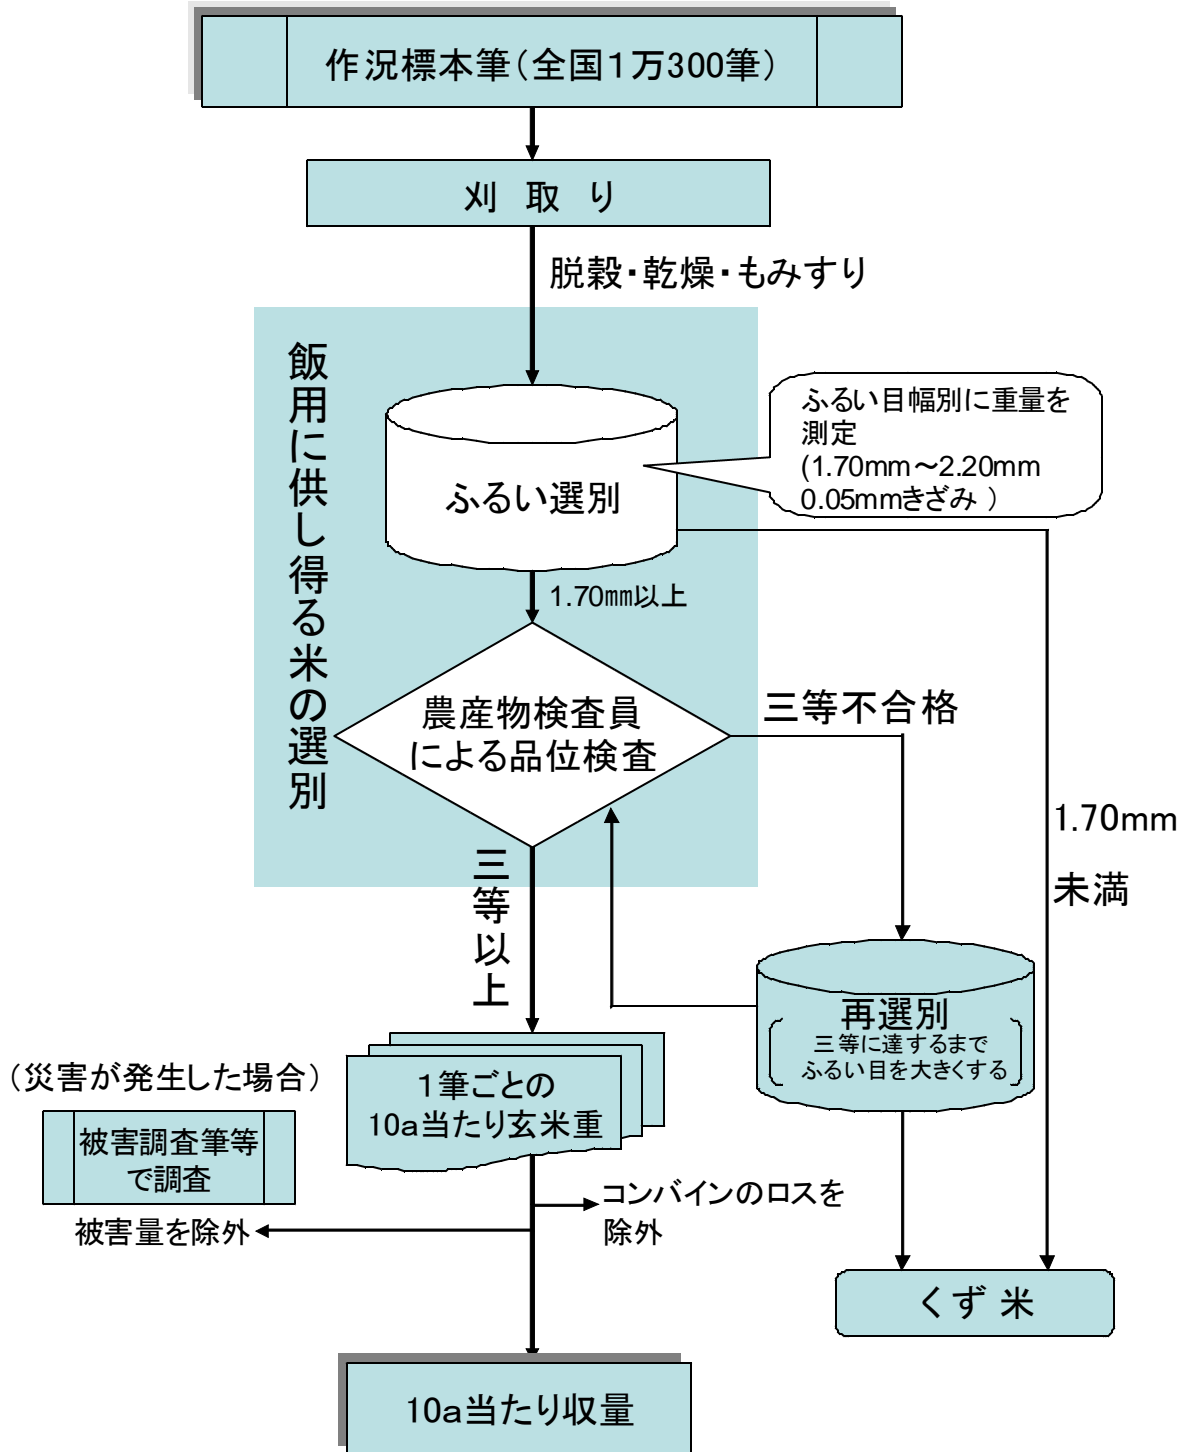 作況標本筆（全国１万300筆）
刈　取　り
脱穀・乾燥・もみすり
飯用に供し得る米の選別
ふるい目幅別に重量を
測定
(1.70mm～2.20mm
0.05mmきざみ ）
ふるい選別
1.70㎜以上
農産物検査員
による品位検査
三等不合格
1.70mm
未満
三等以上
再選別
三等に達するまで
ふるい目を大きくする
（災害が発生した場合）
１筆ごとの
10a当たり玄米重
被害調査筆等
で調査
コンバインのロスを
除外
被害量を除外
くず 米
10a当たり収量